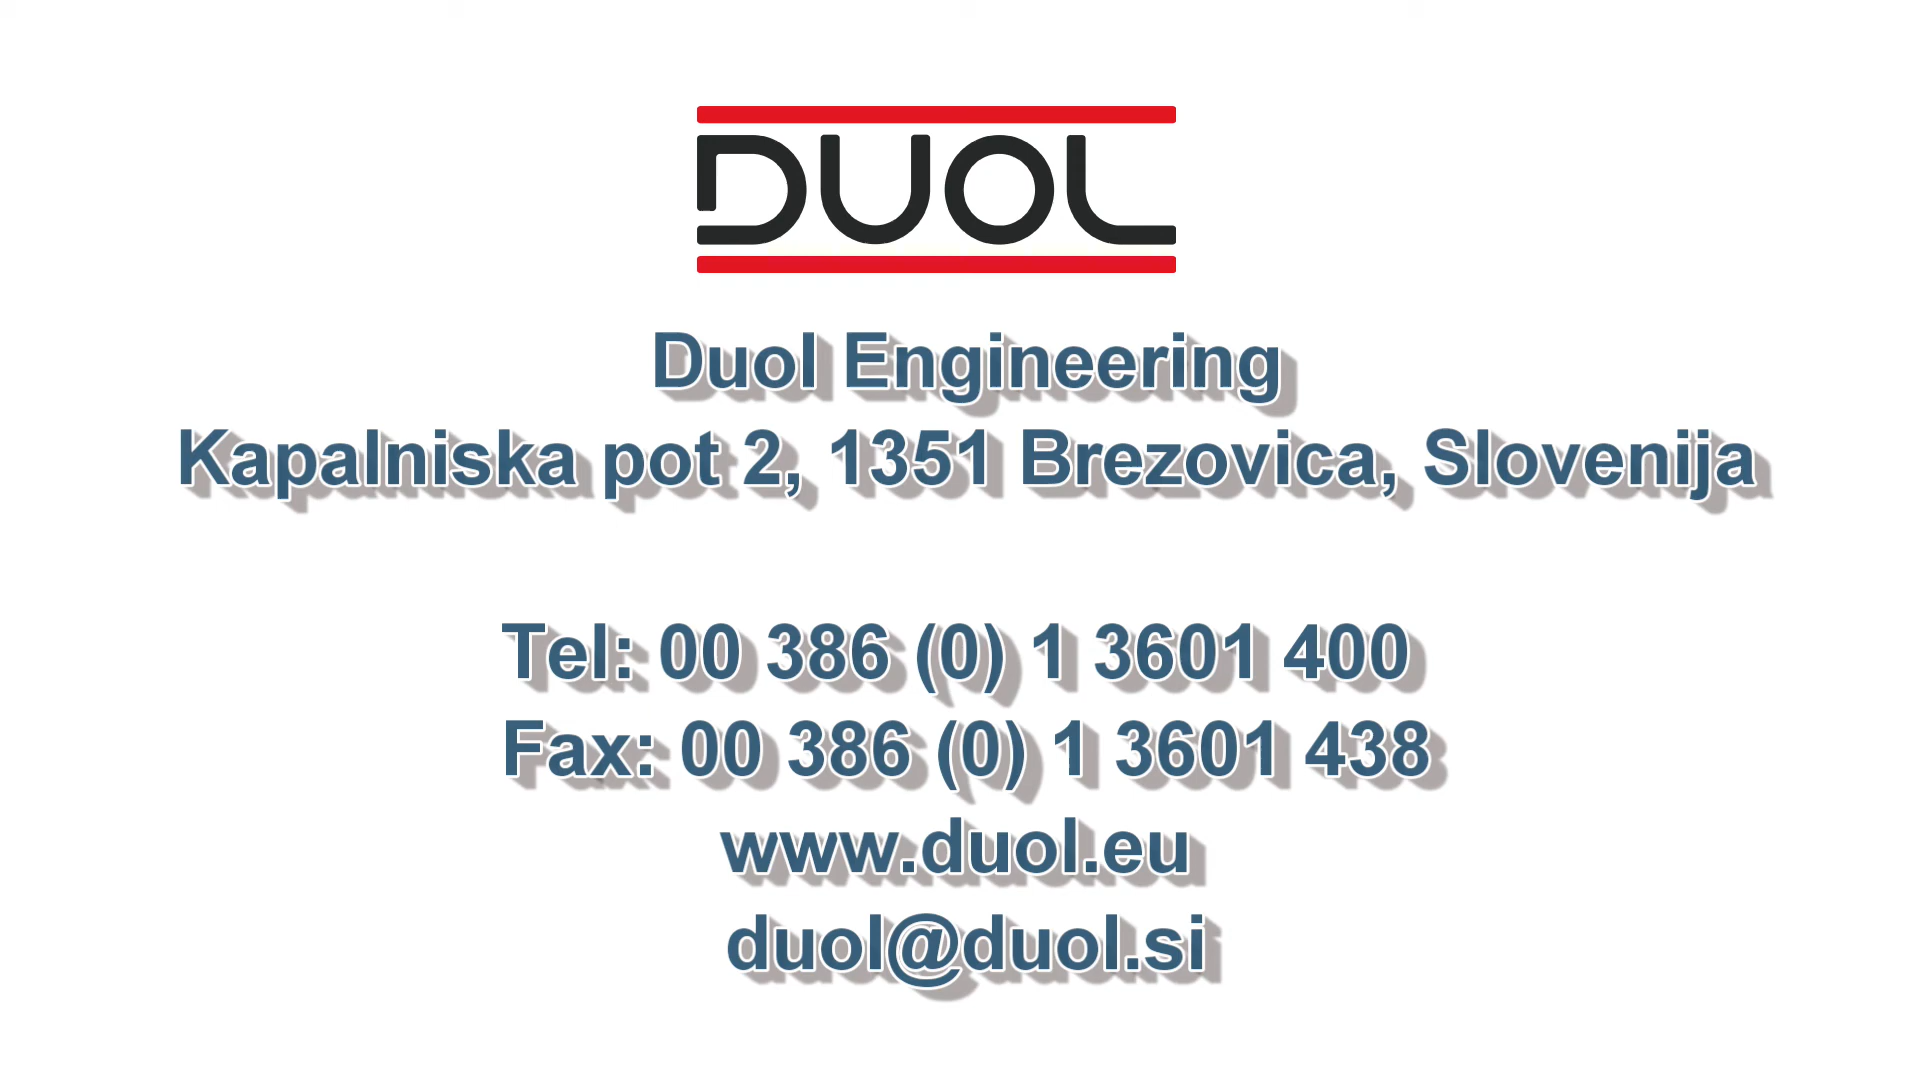 DUOL
Duol Engineering
Kapalniska pot 2, 1351 Brezovica, Slovenija
Tel: 00 386 (0) 1 3601 400
Fax: 00 386 (0) 1 3601 438
www.duol.eu
duol@duol.si